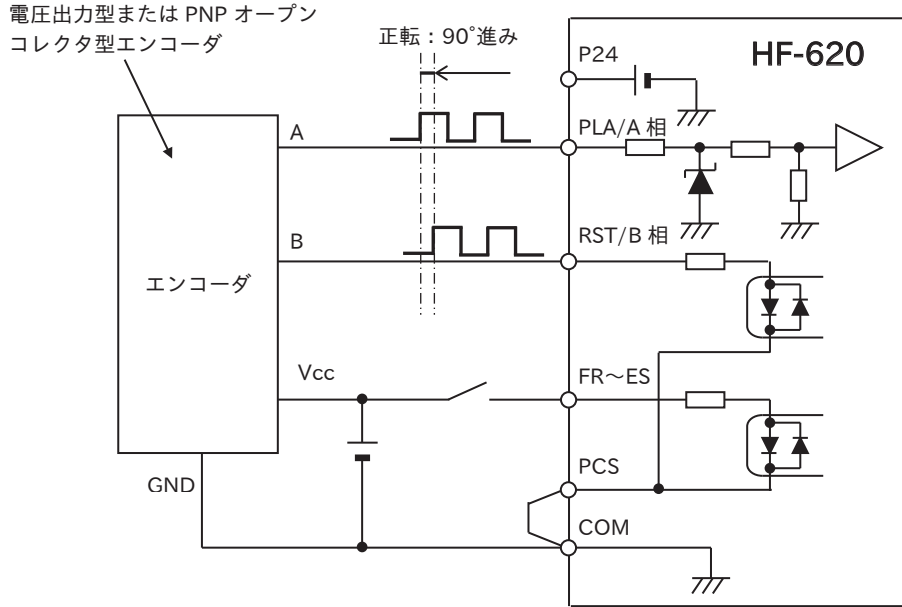 電圧出力型または PNP オープン
コレクタ型エンコーダ
正転：90°進み
HF-620
P24
A
PLA/A 相
B
RST/B 相
エンコーダ
Vcc
FR～ES
GND
PCS
COM